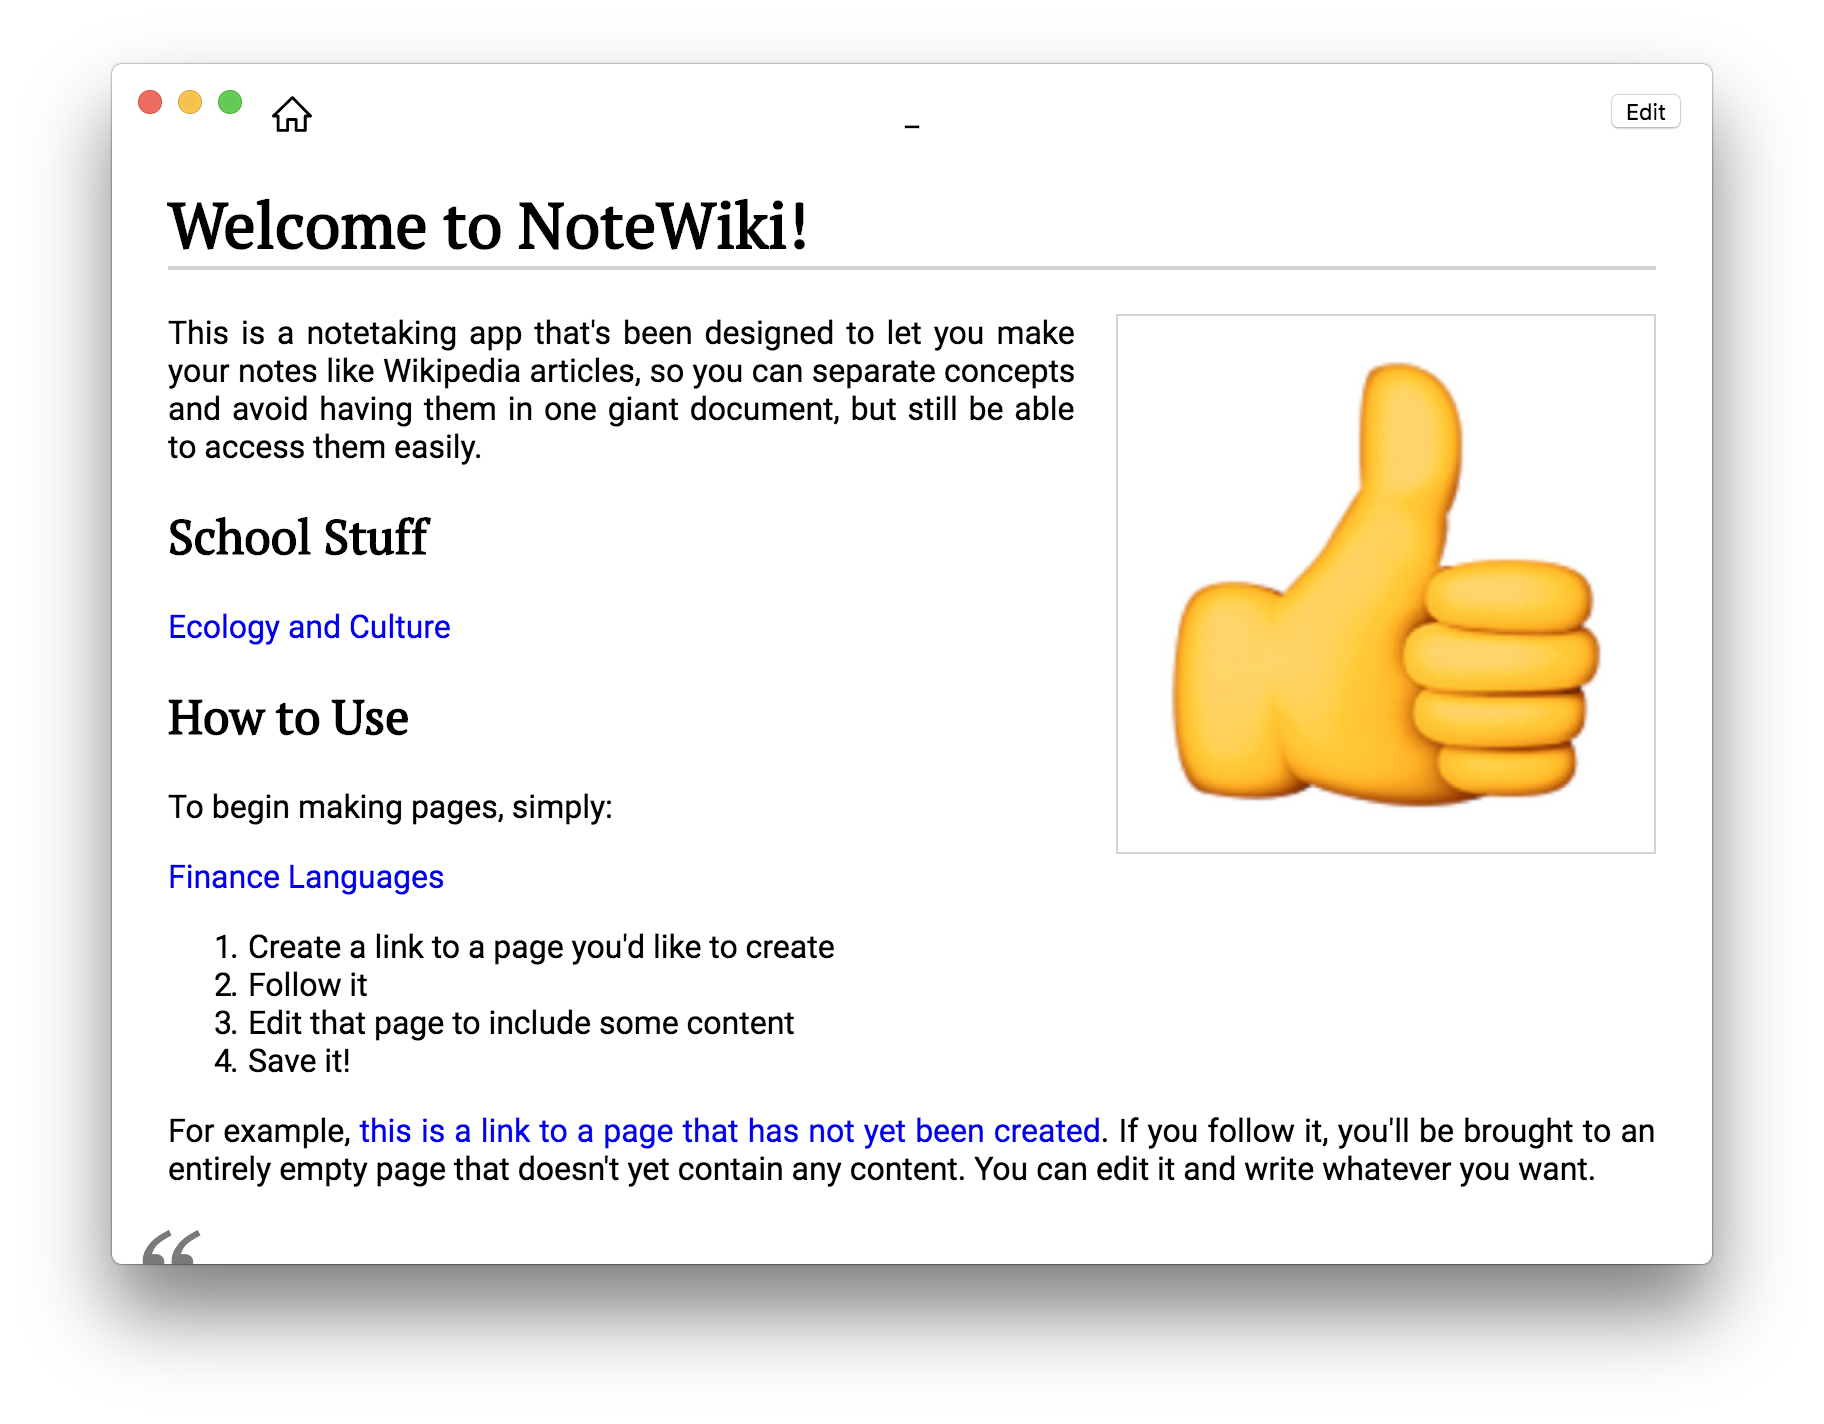 _
Edit
Welcome to NoteWiki!
This is a notetaking app that's been designed to let you make
your notes like Wikipedia articles, so you can separate concepts
and avoid having them in one giant document, but still be able
to access them easily.
School Stuff
Ecology and Culture
How to Use
To begin making pages, simply:
Finance Languages
1. Create a link to a page you'd like to create
2. Follow it
3. Edit that page to include some content
4. Save it!
For example, this is a link to a page that has not yet been created. If you follow it, you'll be brought to an
entirely empty page that doesn't yet contain any content. You can edit it and write whatever you want.
“